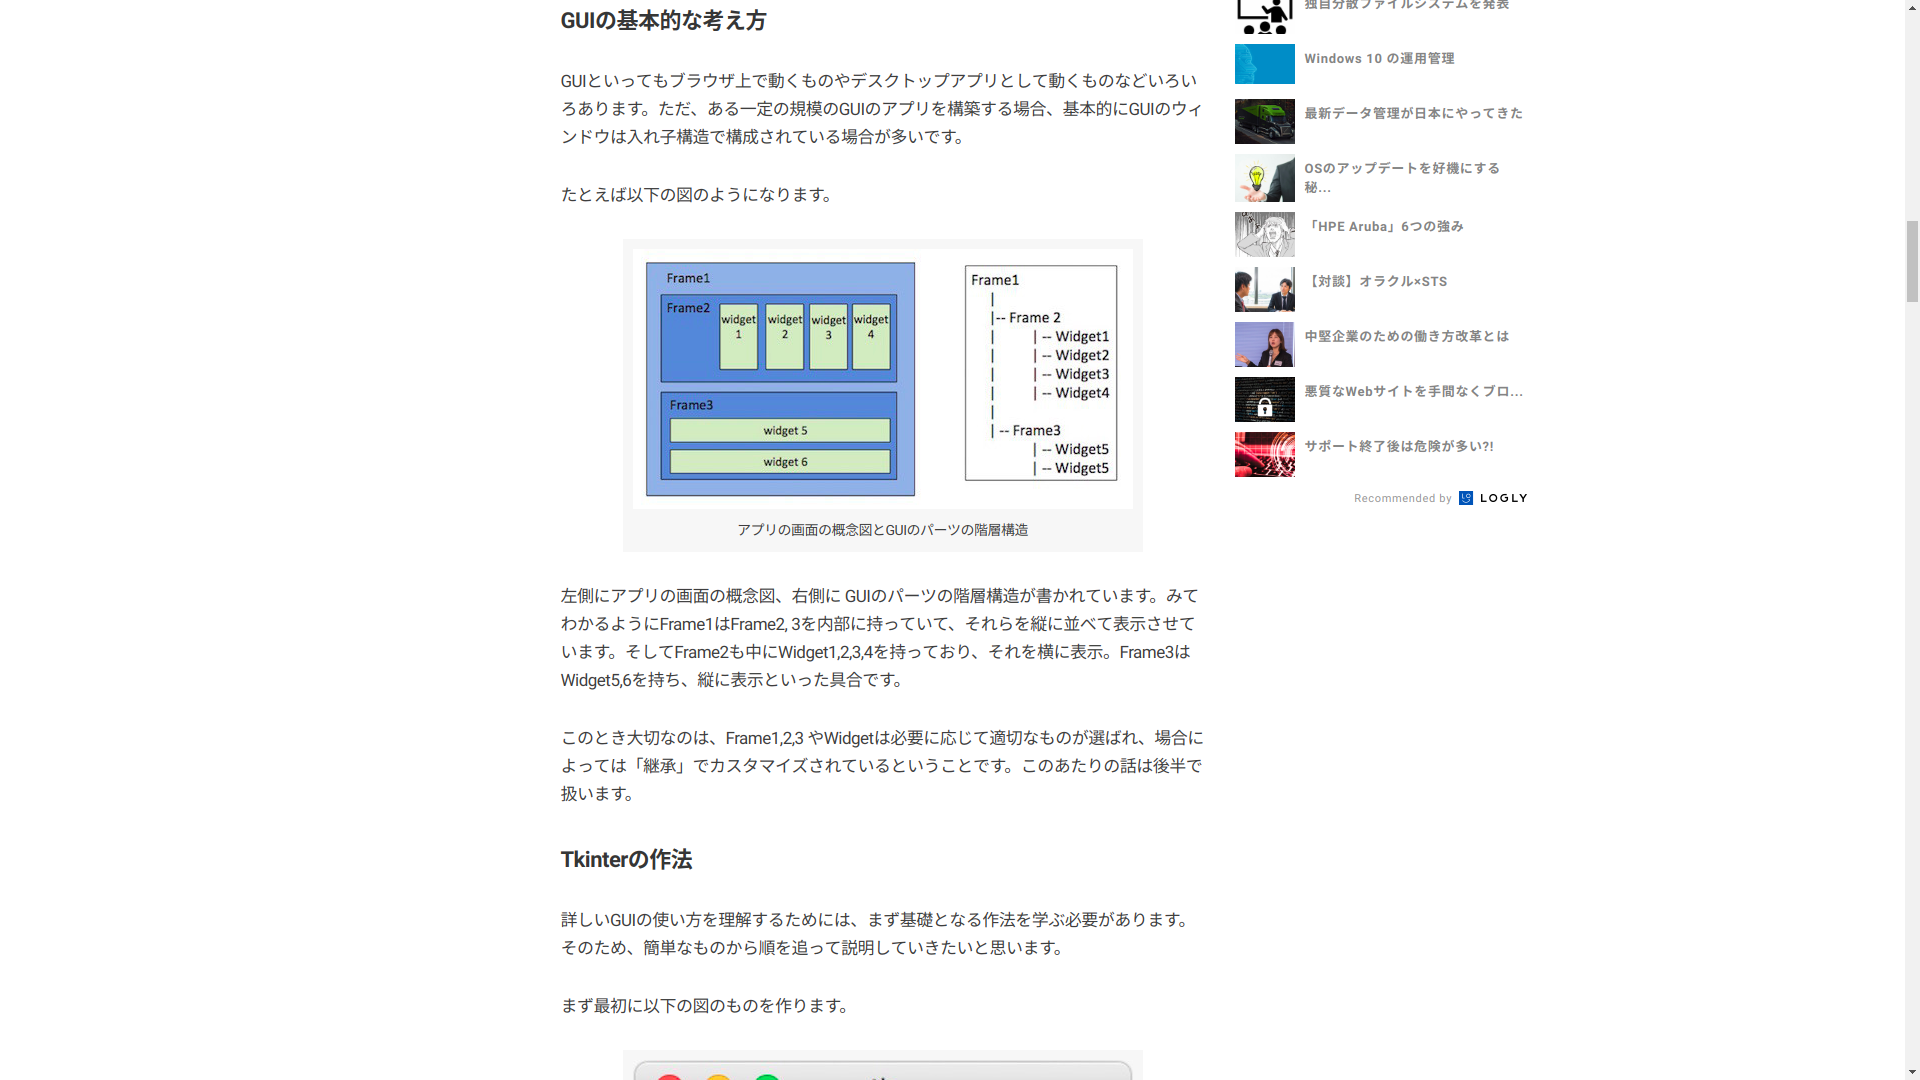 GUIの基本的な考え方
GUIといってもブラウザ上で動くものやデスクトップアプリとして動くものなどいろい
ろあります。ただ、ある一定の規模のGUIのアプリを構築する場合、基本的にGUIのウィ
ンドウは入れ子構造で構成されている場合が多いです。
たとえば以下の図のようになります。
Frame1
Frame2
widget
1
widget
2
widget
3
widget
4
Frame3
widget 5
widget 6
Frame1
|
|-- Frame 2
| | -- Widget1
| | -- Widget2
| | -- Widget3
| | -- Widget4
|
| -- Frame3
| -- Widget5
| -- Widget5
アプリの画面の概念図とGUIのパーツの階層構造
左側にアプリの画面の概念図、右側に GUIのパーツの階層構造が書かれています。みて
わかるようにFrame1はFrame2, 3を内部に持っていて、それらを縦に並べて表示させて
います。そしてFrame2も中にWidget1,2,3,4を持っており、それを横に表示。Frame3は
Widget5,6を持ち、縦に表示といった具合です。
このとき大切なのは、Frame1,2,3 やWidgetは必要に応じて適切なものが選ばれ、場合に
よっては「継承」でカスタマイズされているということです。このあたりの話は後半で
扱います。
Tkinterの作法
詳しいGUIの使い方を理解するためには、まず基礎となる作法を学ぶ必要があります。
そのため、簡単なものから順を追って説明していきたいと思います。
まず最初に以下の図のものを作ります。
独自分散ファイルシステムを発表
Windows 10 の運用管理
最新データ管理が日本にやってきた
OSのアップデートを好機にする
秘...
「HPE Aruba」6つの強み
【対談】オラクル×STS
中堅企業のための働き方改革とは
悪質なWebサイトを手間なくブロ...
サポート終了後は危険が多い?!
Recommended by LOGLY